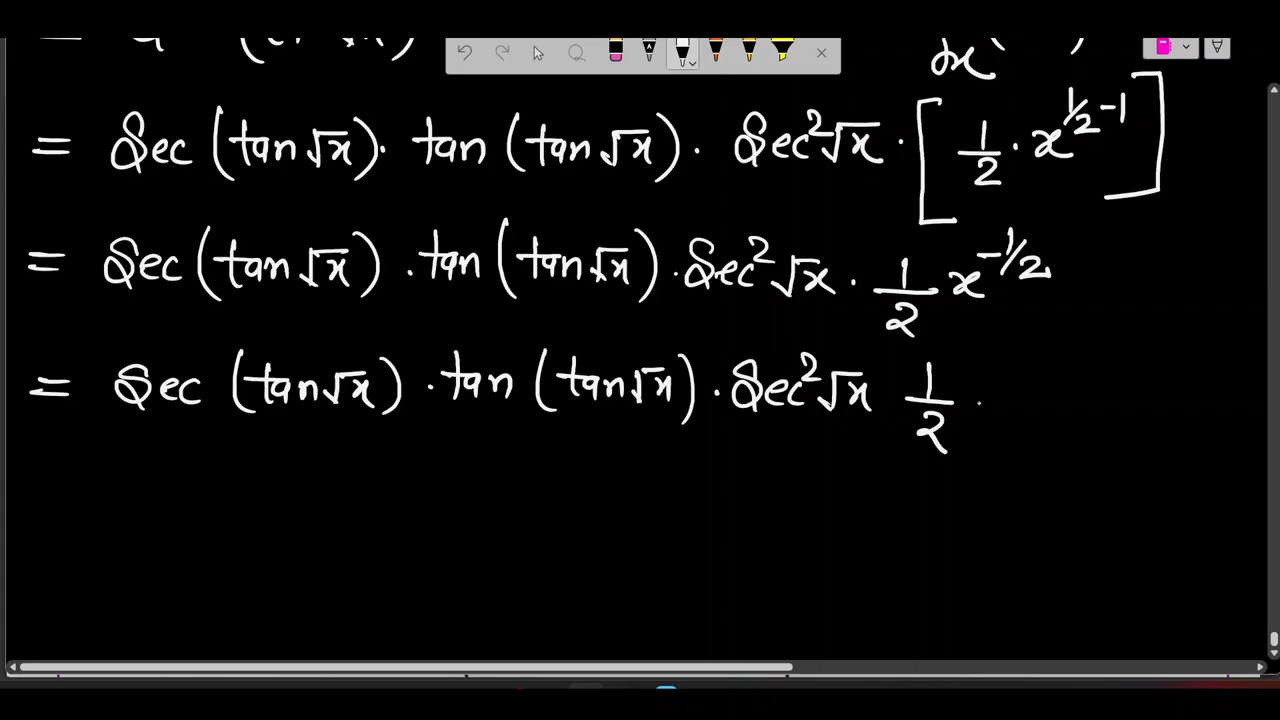 dx
= Sec (tan√x) · tan (tan√x) · Sec²√x · [1/2 · x^(1/2 - 1)]
= Sec (tan√x) · tan (tan√x) · Sec²√x · 1/2 x^(-1/2)
= Sec (tan√x) · tan (tan√x) · Sec²√x 1/2 ·